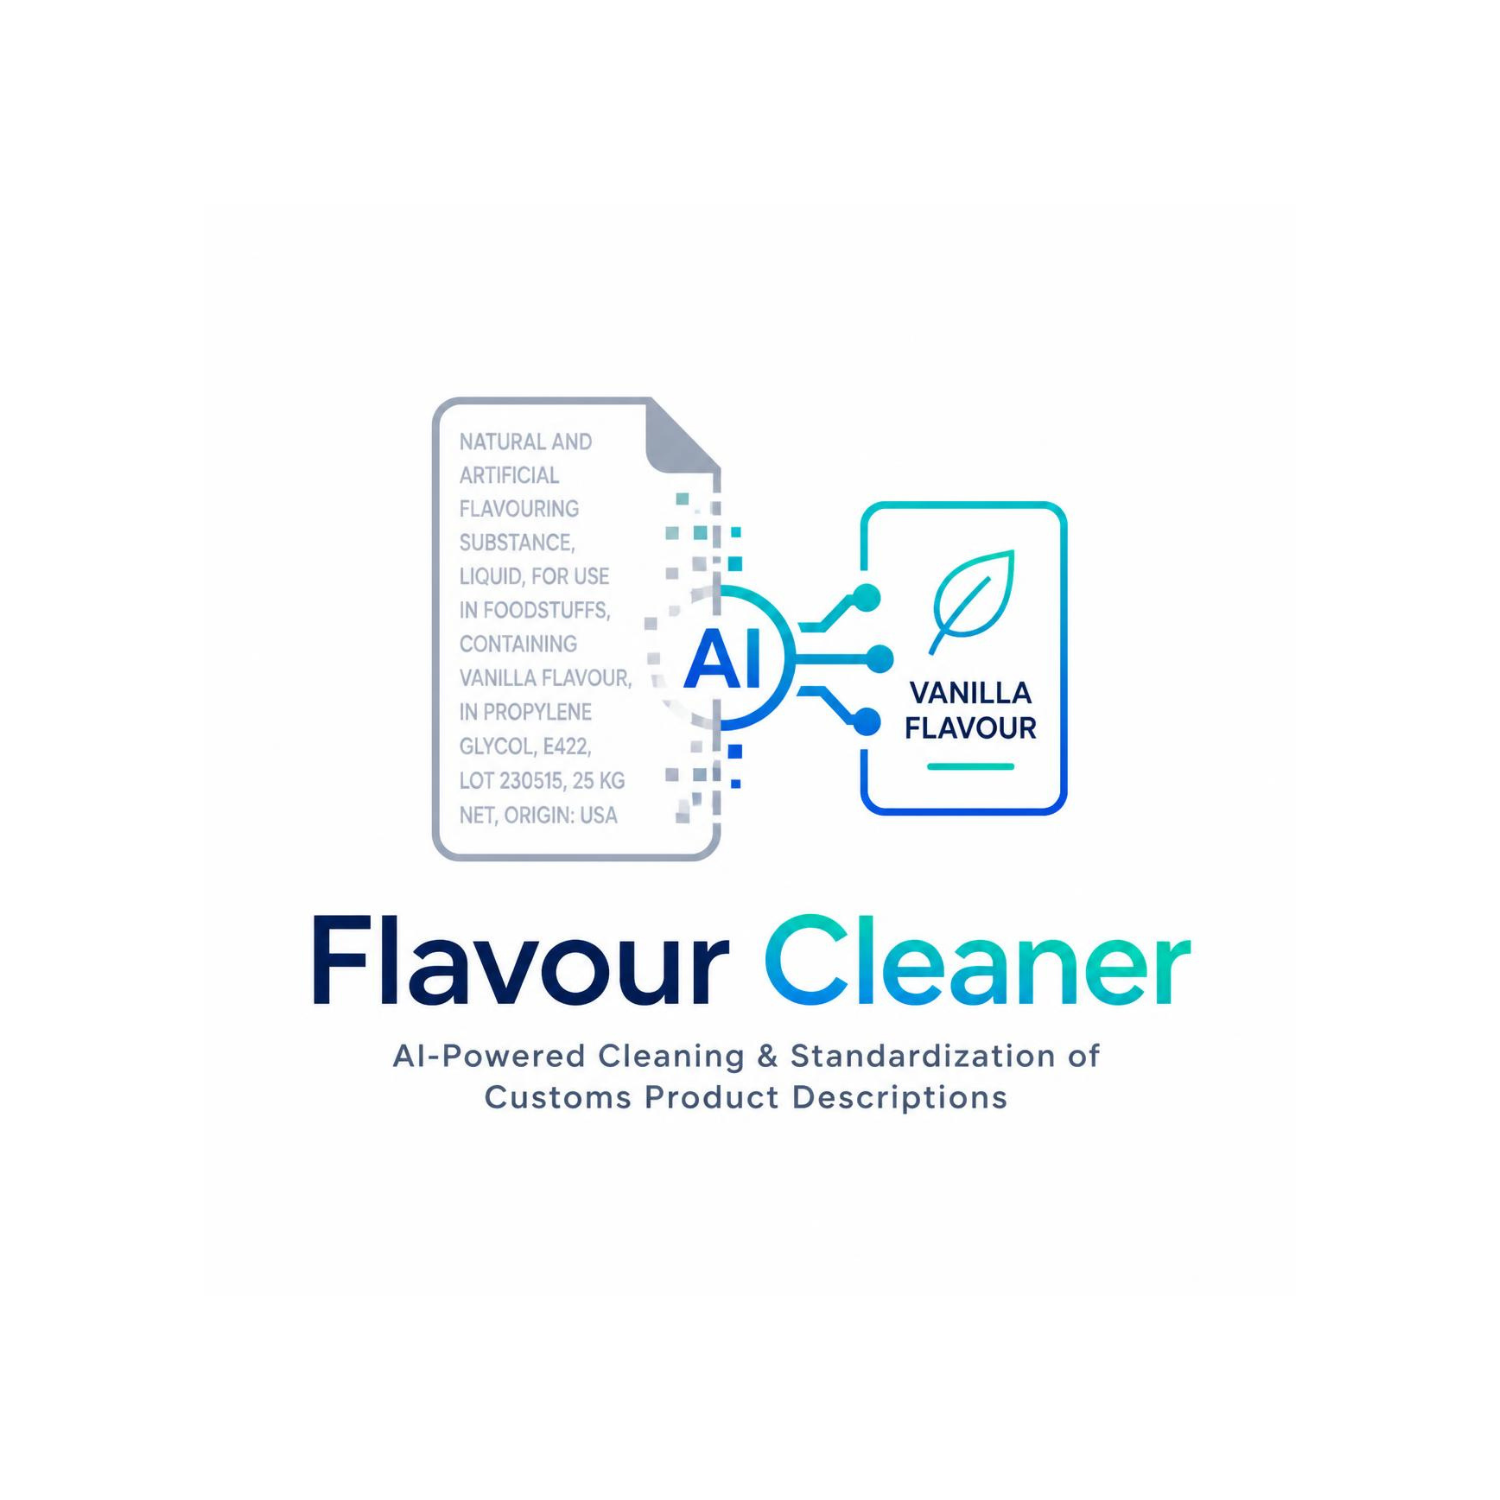 NATURAL AND
ARTIFICIAL
FLAVOURING
SUBSTANCE,
LIQUID, FOR USE
IN FOODSTUFFS,
CONTAINING
VANILLA FLAVOUR,
IN PROPYLENE
GLYCOL, E422,
LOT 230515, 25 KG
NET, ORIGIN: USA
AI
VANILLA
FLAVOUR
Flavour Cleaner
AI-Powered Cleaning & Standardization of
Customs Product Descriptions